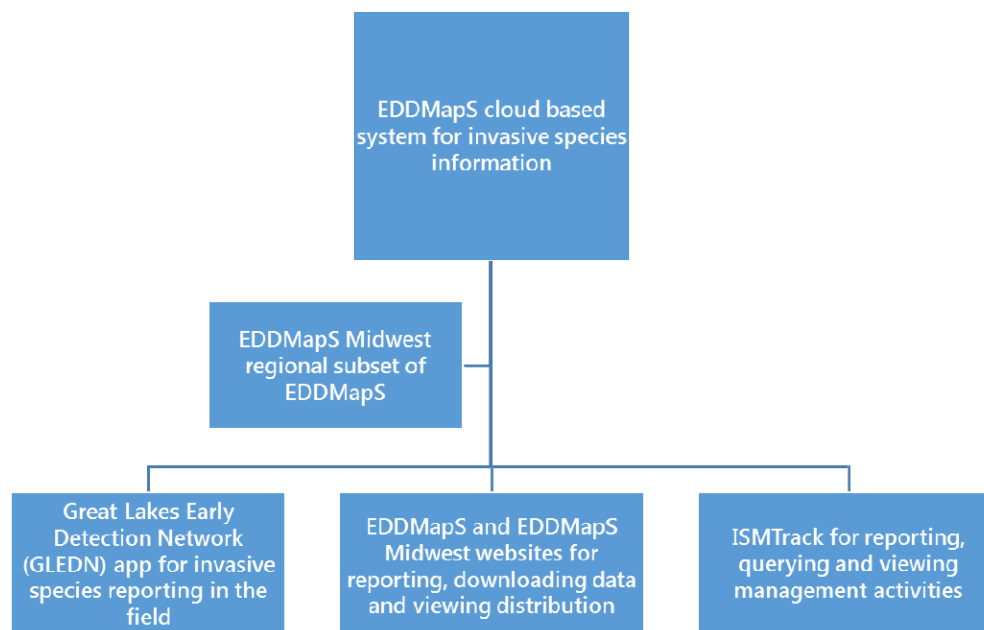 EDDMapS cloud based
system for invasive species
information
EDDMapS Midwest
regional subset of
EDDMapS
Great Lakes Early
Detection Network
(GLEDN) app for invasive
species reporting in the
field
EDDMapS and EDDMapS
Midwest websites for
reporting, downloading data
and viewing distribution
ISMTrack for reporting,
querying and viewing
management activities